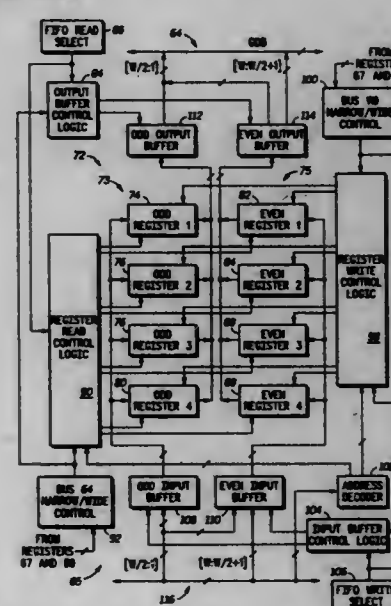 FIFO READ
SELECT
OUTPUT
BUFFER
CONTROL
LOGIC
64
GDB
[W/2:1]
[W:W/2+1]
ODD OUTPUT
BUFFER
112
EVEN OUTPUT
BUFFER
114
100
67 AND
NARROW/WIDE
CONTROL
72
73
75
74
ODD
REGISTER 1
82
EVEN
REGISTER 1
76
ODD
REGISTER 2
84
EVEN
REGISTER 2
ODD
REGISTER 3
EVEN
REGISTER 3
80
ODD
REGISTER 4
EVEN
REGISTER 4
REGISTER
READ
CONTROL
LOGIC
90
REGISTER
WRITE
CONTROL
LOGIC
BUS 64
NARROW/WIDE
CONTROL
92
FROM
REGISTERS
67 AND 68
ODD INPUT
BUFFER
108
EVEN INPUT
BUFFER
110
ADDRESS
DECODER
104
INPUT BUFFER
CONTROL LOGIC
106
FIFO WRITE
SELECT
65
[W/2:1]
[W:W/2+1]
116